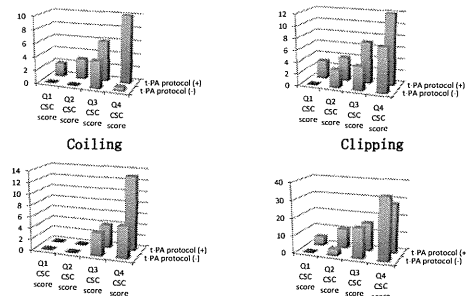 10
8
6
4
2
0
Q1 CSC score
Q2 CSC score
Q3 CSC score
Q4 CSC score
t-PA protocol (+)
t-PA protocol (-)
12
10
8
6
4
2
0
Q1 CSC score
Q2 CSC score
Q3 CSC score
Q4 CSC score
t-PA protocol (+)
t-PA protocol (-)
Coiling
Clipping
14
12
10
8
6
4
2
0
Q1 CSC score
Q2 CSC score
Q3 CSC score
Q4 CSC score
t-PA protocol (+)
t-PA protocol (-)
40
30
20
10
0
Q1 CSC score
Q2 CSC score
Q3 CSC score
Q4 CSC score
t-PA protocol (+
t-PA protocol (-)